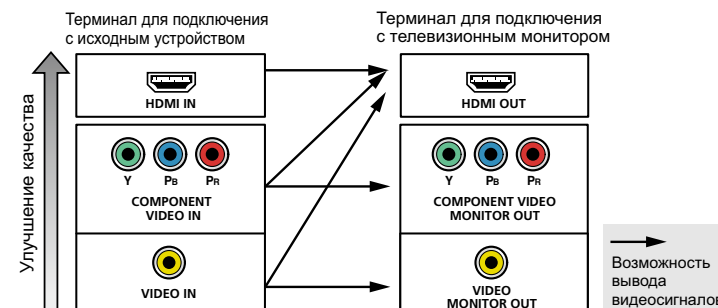 Терминал для подключения
с исходным устройством
Терминал для подключения
с телевизионным монитором
Улучшение качества
HDMI IN
HDMI OUT
Y PB PR
COMPONENT
VIDEO IN
Y PB PR
COMPONENT VIDEO
MONITOR OUT
VIDEO IN
VIDEO
MONITOR OUT
Возможность
вывода
видеосигналов